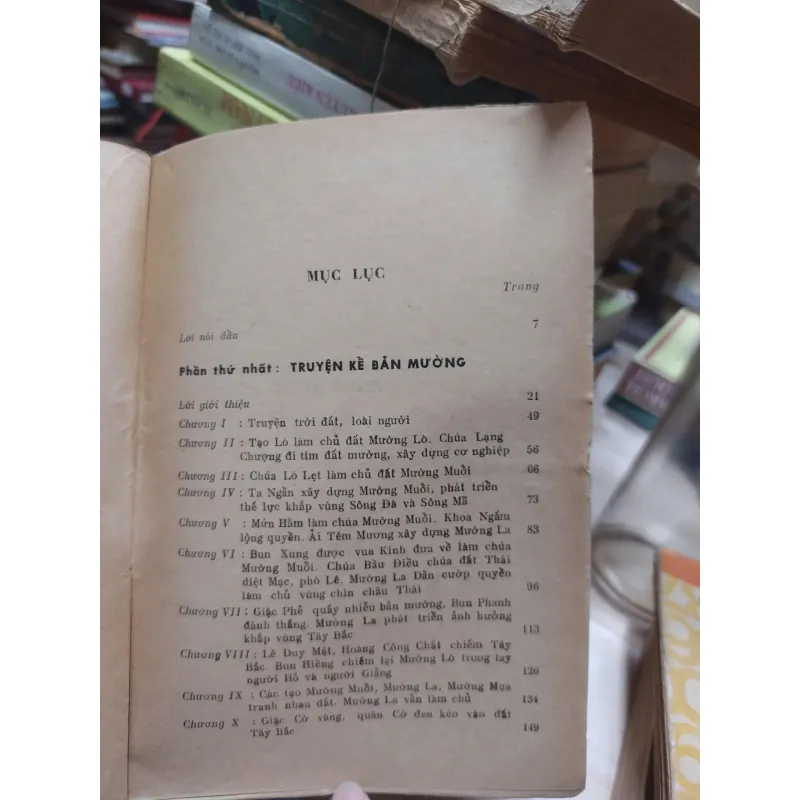 MỤC LỤC
Trang
Lời nói đầu 7
Phần thứ nhất: TRUYỆN KỂ BẢN MƯỜNG
Lời giới thiệu 21
Chương I : Truyện trời đất, loài người 49
Chương II : Tạo Lò làm chủ đất Mường Lò. Chúa Lạng
Chượng đi tìm đất mường, xây dựng cơ nghiệp 56
Chương III : Chúa Lò Lẹt làm chủ đất Mường Muổi 66
Chương IV : Ta Ngần xây dựng Mường Muổi, phát triển
thế lực khắp vùng Sông Đà và Sông Mã 73
Chương V : Mứn Hằm làm chúa Mường Muổi. Khoa Ngắm
lộng quyền. Ải Têm Mương xây dựng Mường La 83
Chương VI : Bun Xung được vua Kinh đưa về làm chúa
Mường Muổi. Chúa Bầu Điều chúa đất Thái
diệt Mạc, phò Lê. Mường La Dần cướp quyền
làm chủ vùng chín châu Thái 96
Chương VII : Giặc Phẻ quấy nhiễu bản mường, Bun Phanh
đánh thắng. Mường La phát triển ảnh hưởng
khắp vùng Tây Bắc 113
Chương VIII : Lê Duy Mật, Hoàng Công Chất chiếm Tây
Bắc. Bun Hiềng chiếm lại Mường Lò trong tay
người Hỏ và người Giảng 120
Chương IX : Các tạo Mường Muổi, Mường La, Mường Mụa
tranh nhau đất. Mường La vẫn làm chủ 134
Chương X : Giặc Cờ vàng, quân Cờ đen kéo vào đất
Tây Bắc 149